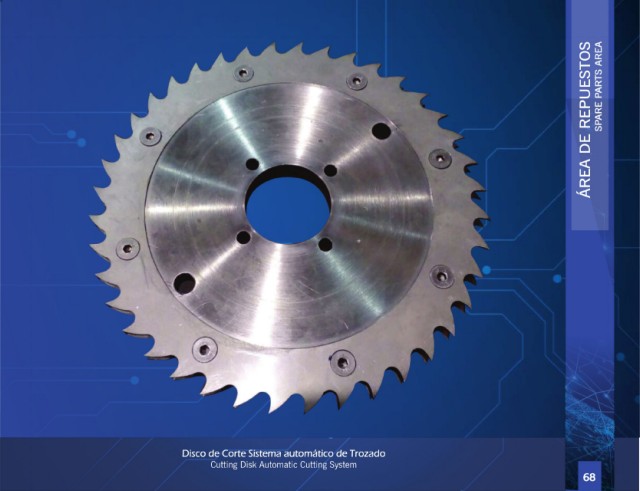 ÁREA DE REPUESTOS
SPARE PARTS AREA
Disco de Corte Sistema automático de Trozado
Cutting Disk Automatic Cutting System
68